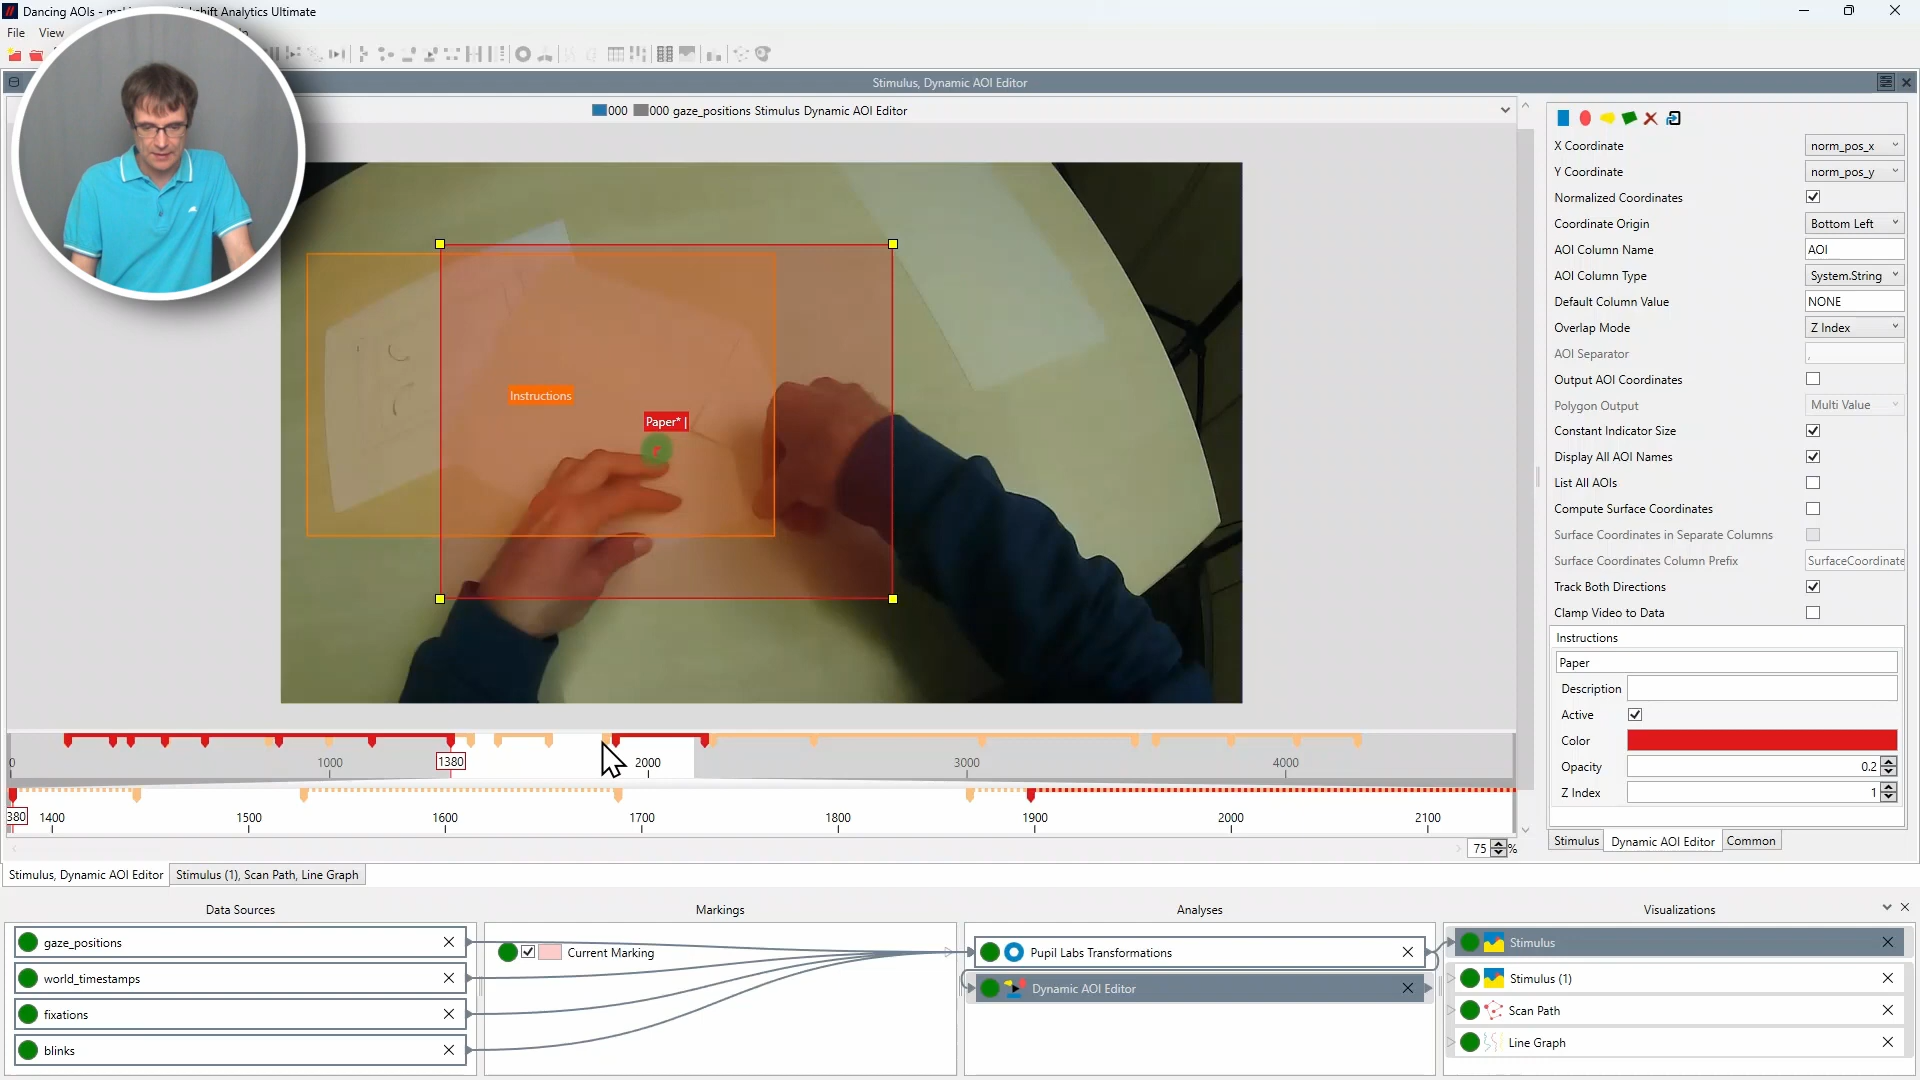 Dancing AOIs -
shift Analytics Ultimate
File View
Stimulus, Dynamic AOI Editor
000 000 gaze_positions Stimulus Dynamic AOI Editor
Instructions
Paper* |
X Coordinate norm_pos_x
Y Coordinate norm_pos_y
Normalized Coordinates
Coordinate Origin Bottom Left
AOI Column Name AOI
AOI Column Type System.String
Default Column Value NONE
Overlap Mode Z Index
AOI Separator ,
Output AOI Coordinates
Polygon Output Multi Value
Constant Indicator Size
Display All AOI Names
List All AOIs
Compute Surface Coordinates
Surface Coordinates in Separate Columns
Surface Coordinates Column Prefix SurfaceCoordinate
Track Both Directions
Clamp Video to Data
Instructions
Paper
Description
Active
Color
Opacity 0.2
Z Index 1
0 1000 1380 2000 3000 4000
380 1400 1500 1600 1700 1800 1900 2000 2100
75 %
Stimulus Dynamic AOI Editor Common
Stimulus, Dynamic AOI Editor Stimulus (1), Scan Path, Line Graph
Data Sources Markings Analyses Visualizations
gaze_positions
world_timestamps
fixations
blinks
Current Marking
Pupil Labs Transformations
Dynamic AOI Editor
Stimulus
Stimulus (1)
Scan Path
Line Graph